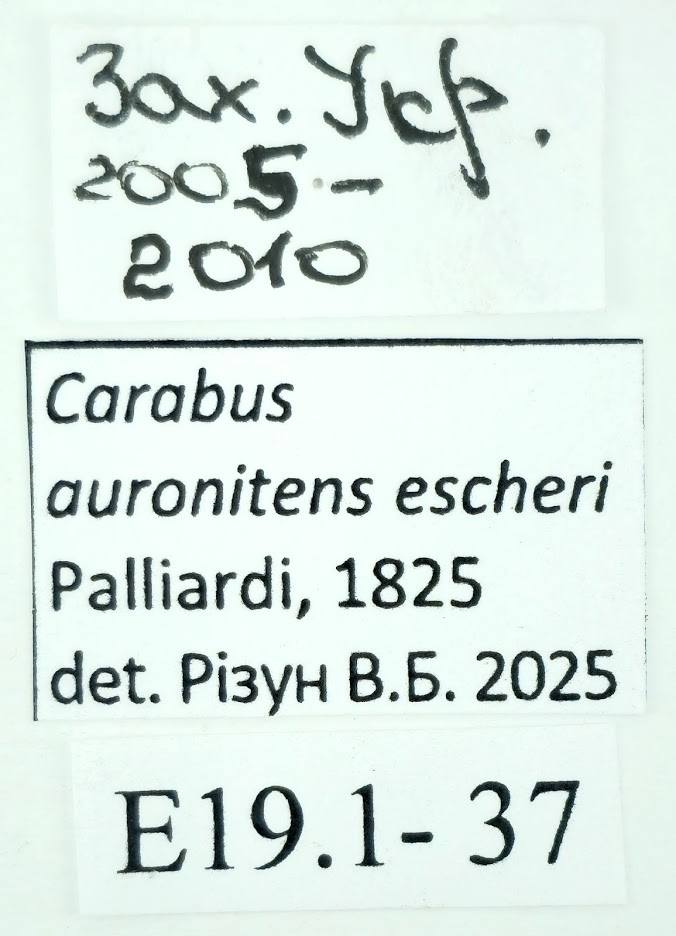 Зах. Укр.
2005-
2010
Carabus
auronitens escheri
Palliardi, 1825
det. Різун В.Б. 2025
E19.1- 37